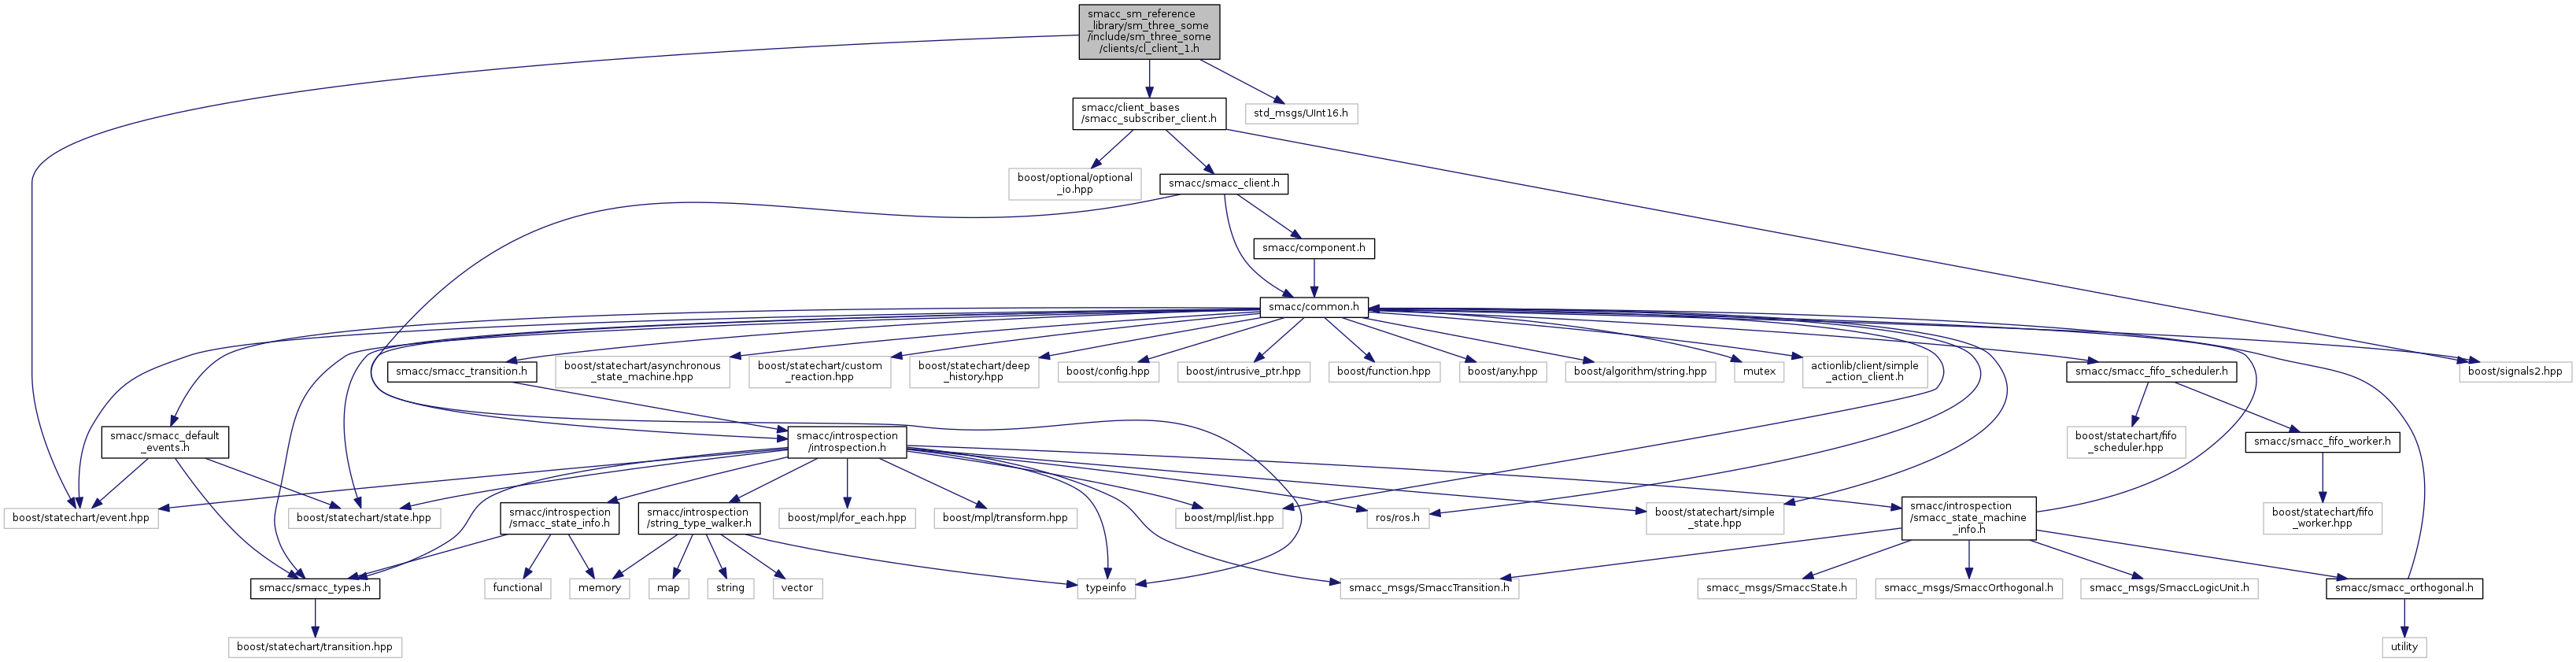 smacc_sm_reference
_library/sm_three_some
/include/sm_three_some
/clients/cl_client_1.h
smacc/client_bases
/smacc_subscriber_client.h
std_msgs/UInt16.h
boost/optional/optional
_io.hpp
smacc/smacc_client.h
smacc/component.h
smacc/common.h
smacc/smacc_transition.h
boost/statechart/asynchronous
_state_machine.hpp
boost/statechart/custom
_reaction.hpp
boost/statechart/deep
_history.hpp
boost/config.hpp
boost/intrusive_ptr.hpp
boost/function.hpp
boost/any.hpp
boost/algorithm/string.hpp
mutex
actionlib/client/simple
_action_client.h
smacc/smacc_fifo_scheduler.h
boost/signals2.hpp
smacc/smacc_default
_events.h
smacc/introspection
/introspection.h
boost/statechart/fifo
_scheduler.hpp
smacc/smacc_fifo_worker.h
boost/statechart/event.hpp
boost/statechart/state.hpp
smacc/introspection
/smacc_state_info.h
smacc/introspection
/string_type_walker.h
boost/mpl/for_each.hpp
boost/mpl/transform.hpp
boost/mpl/list.hpp
ros/ros.h
boost/statechart/simple
_state.hpp
smacc/introspection
/smacc_state_machine
_info.h
boost/statechart/fifo
_worker.hpp
smacc/smacc_types.h
functional
memory
map
string
vector
typeinfo
smacc_msgs/SmaccTransition.h
smacc_msgs/SmaccState.h
smacc_msgs/SmaccOrthogonal.h
smacc_msgs/SmaccLogicUnit.h
smacc/smacc_orthogonal.h
boost/statechart/transition.hpp
utility